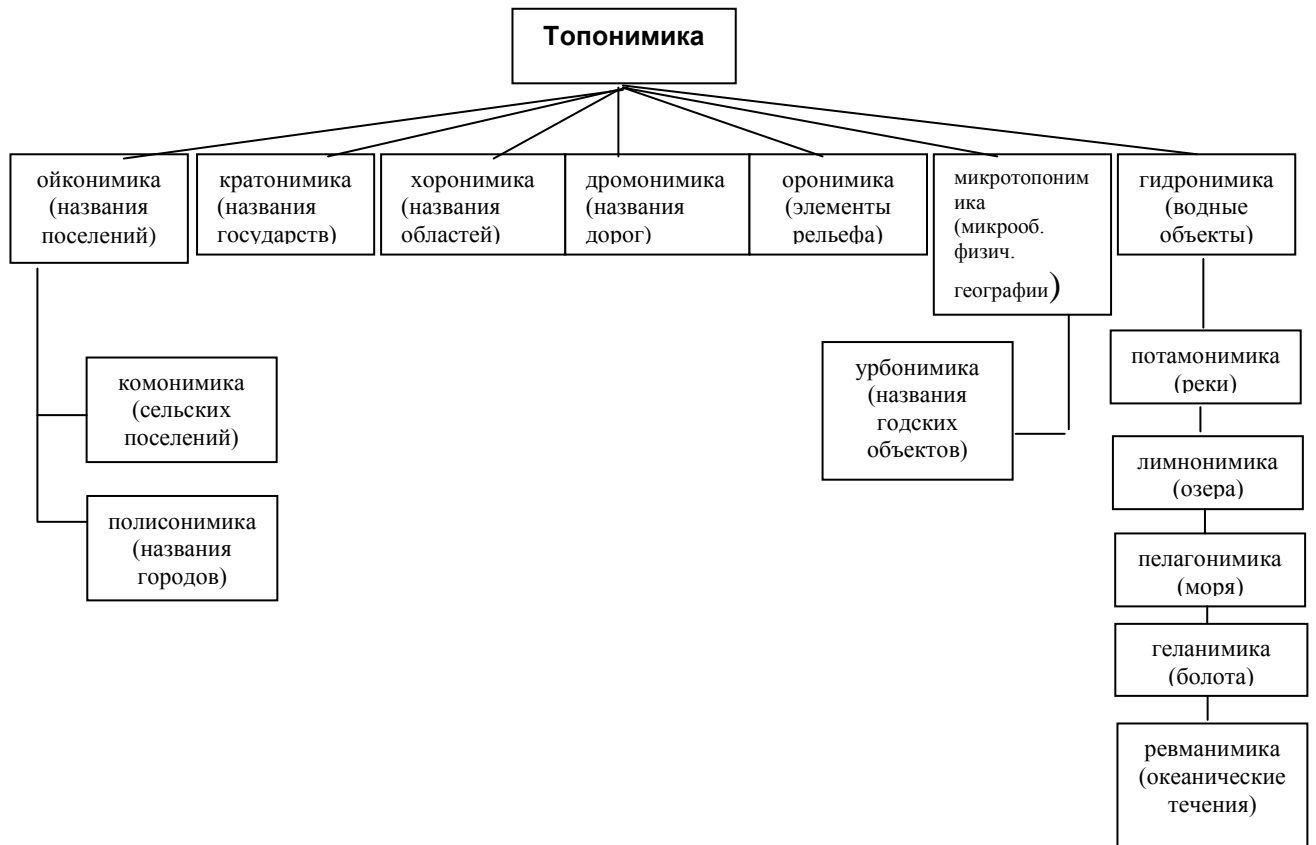 Топонимика
ойконимика
(названия
поселений)
кратонимика
(названия
государств)
хоронимика
(названия
областей)
дромонимика
(названия
дорог)
оронимика
(элементы
рельефа)
микротопоним
ика
(микрооб.
физич.
географии)
гидронимика
(водные
объекты)
комонимика
(сельских
поселений)
полисонимика
(названия
городов)
урбонимика
(названия
годских
объектов)
потамонимика
(реки)
лимнонимика
(озера)
пелагонимика
(моря)
геланимика
(болота)
ревманимика
(океанические
течения)